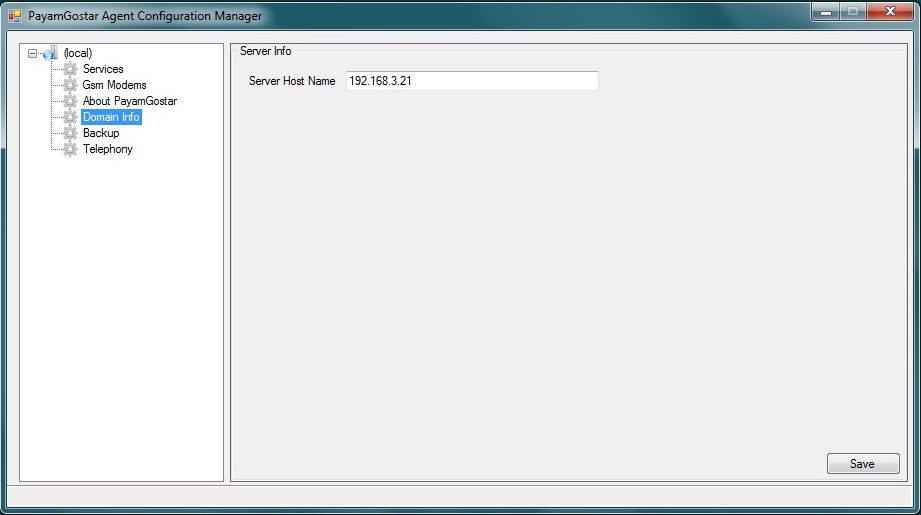 PayamGostar Agent Configuration Manager
(local)
Services
Gsm Modems
About PayamGostar
Domain Info
Backup
Telephony
Server Info
Server Host Name 192.168.3.21
Save